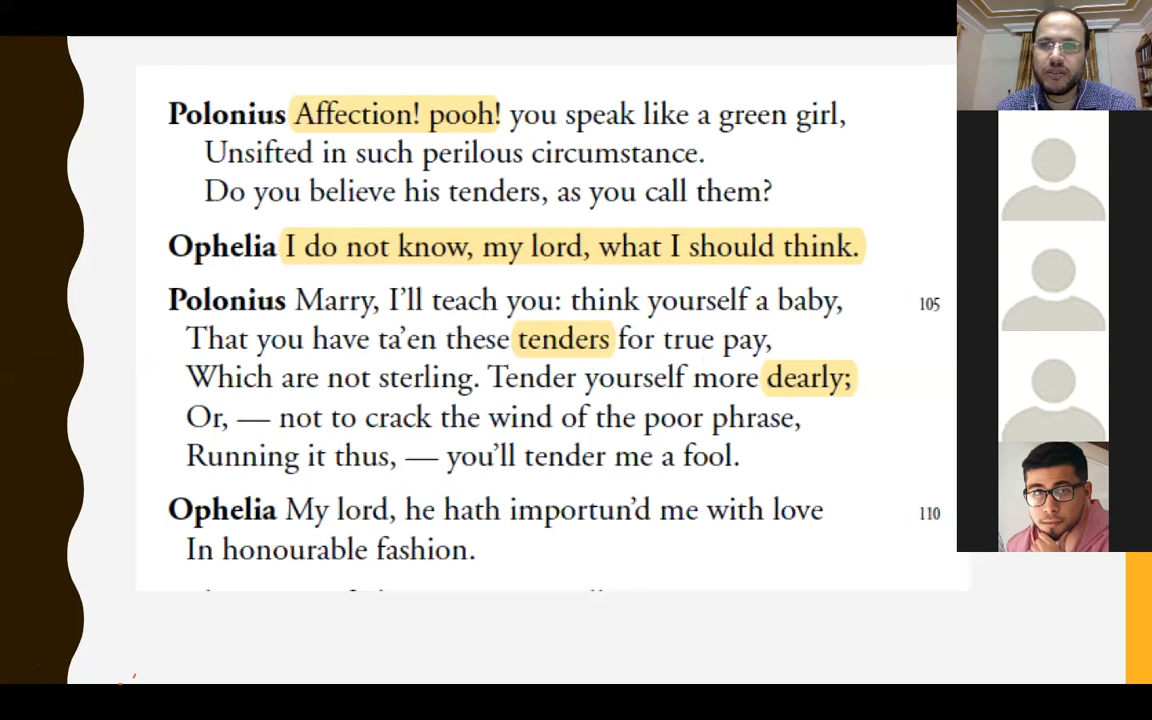 Polonius Affection! pooh! you speak like a green girl,
Unsifted in such perilous circumstance.
Do you believe his tenders, as you call them?
Ophelia I do not know, my lord, what I should think.
Polonius Marry, I'll teach you: think yourself a baby, 105
That you have ta'en these tenders for true pay,
Which are not sterling. Tender yourself more dearly;
Or, — not to crack the wind of the poor phrase,
Running it thus, — you'll tender me a fool.
Ophelia My lord, he hath importun'd me with love 110
In honourable fashion.